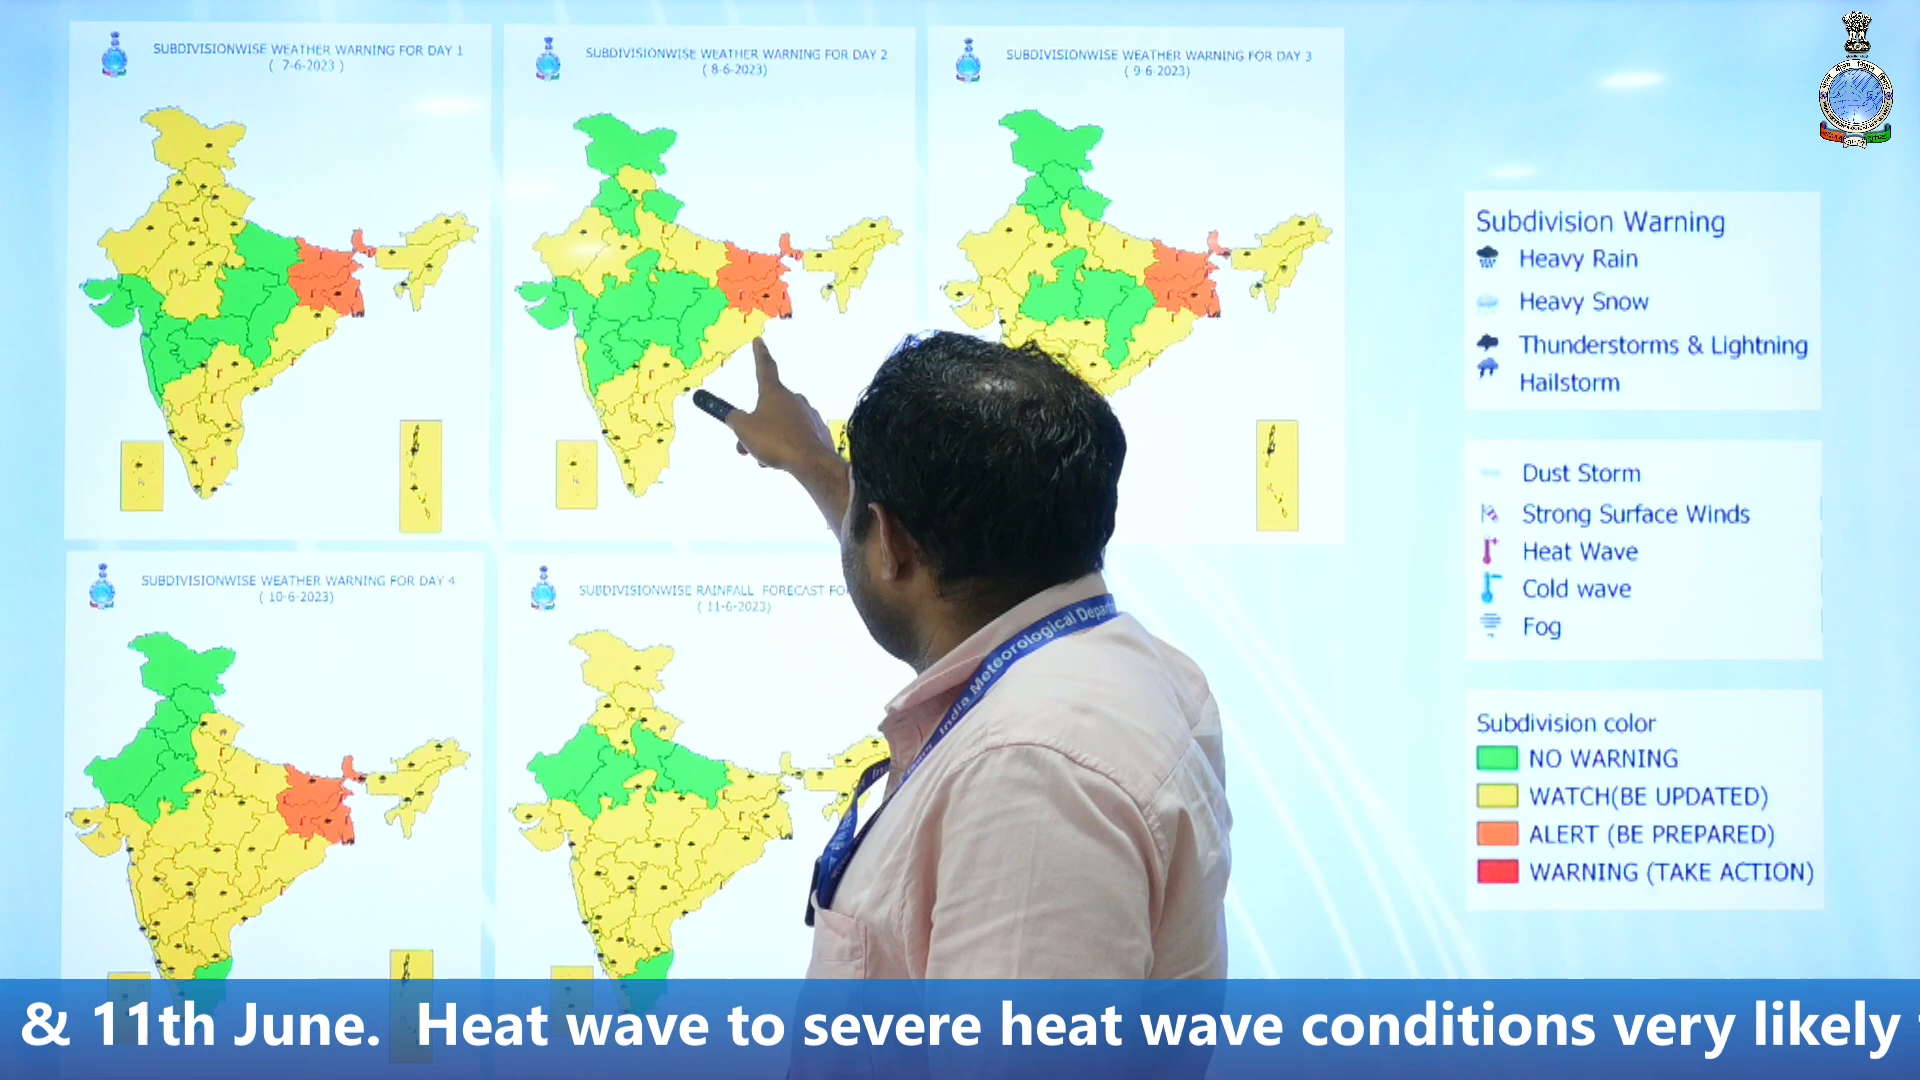 SUBDIVISIONWISE WEATHER WARNING FOR DAY 1
( 7-6-2023 )
SUBDIVISIONWISE WEATHER WARNING FOR DAY 2
( 8-6-2023)
SUBDIVISIONWISE WEATHER WARNING FOR DAY 3
( 9-6-2023)
SUBDIVISIONWISE WEATHER WARNING FOR DAY 4
( 10-6-2023)
SUBDIVISIONWISE RAINFALL FORECAST FO
( 11-6-2023)
Subdivision Warning
Heavy Rain
Heavy Snow
Thunderstorms & Lightning
Hailstorm
Dust Storm
Strong Surface Winds
Heat Wave
Cold wave
Fog
Subdivision color
NO WARNING
WATCH(BE UPDATED)
ALERT (BE PREPARED)
WARNING (TAKE ACTION)
India Meteorological Depart
& 11th June. Heat wave to severe heat wave conditions very likely